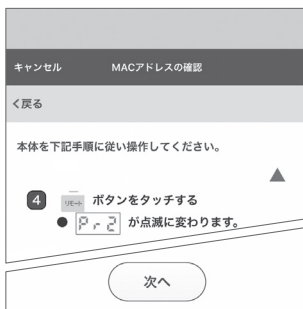 キャンセル MACアドレスの確認
<戻る
本体を下記手順に従い操作してください。
4 リモート ボタンをタッチする
● Pr2 が点滅に変わります。
次へ